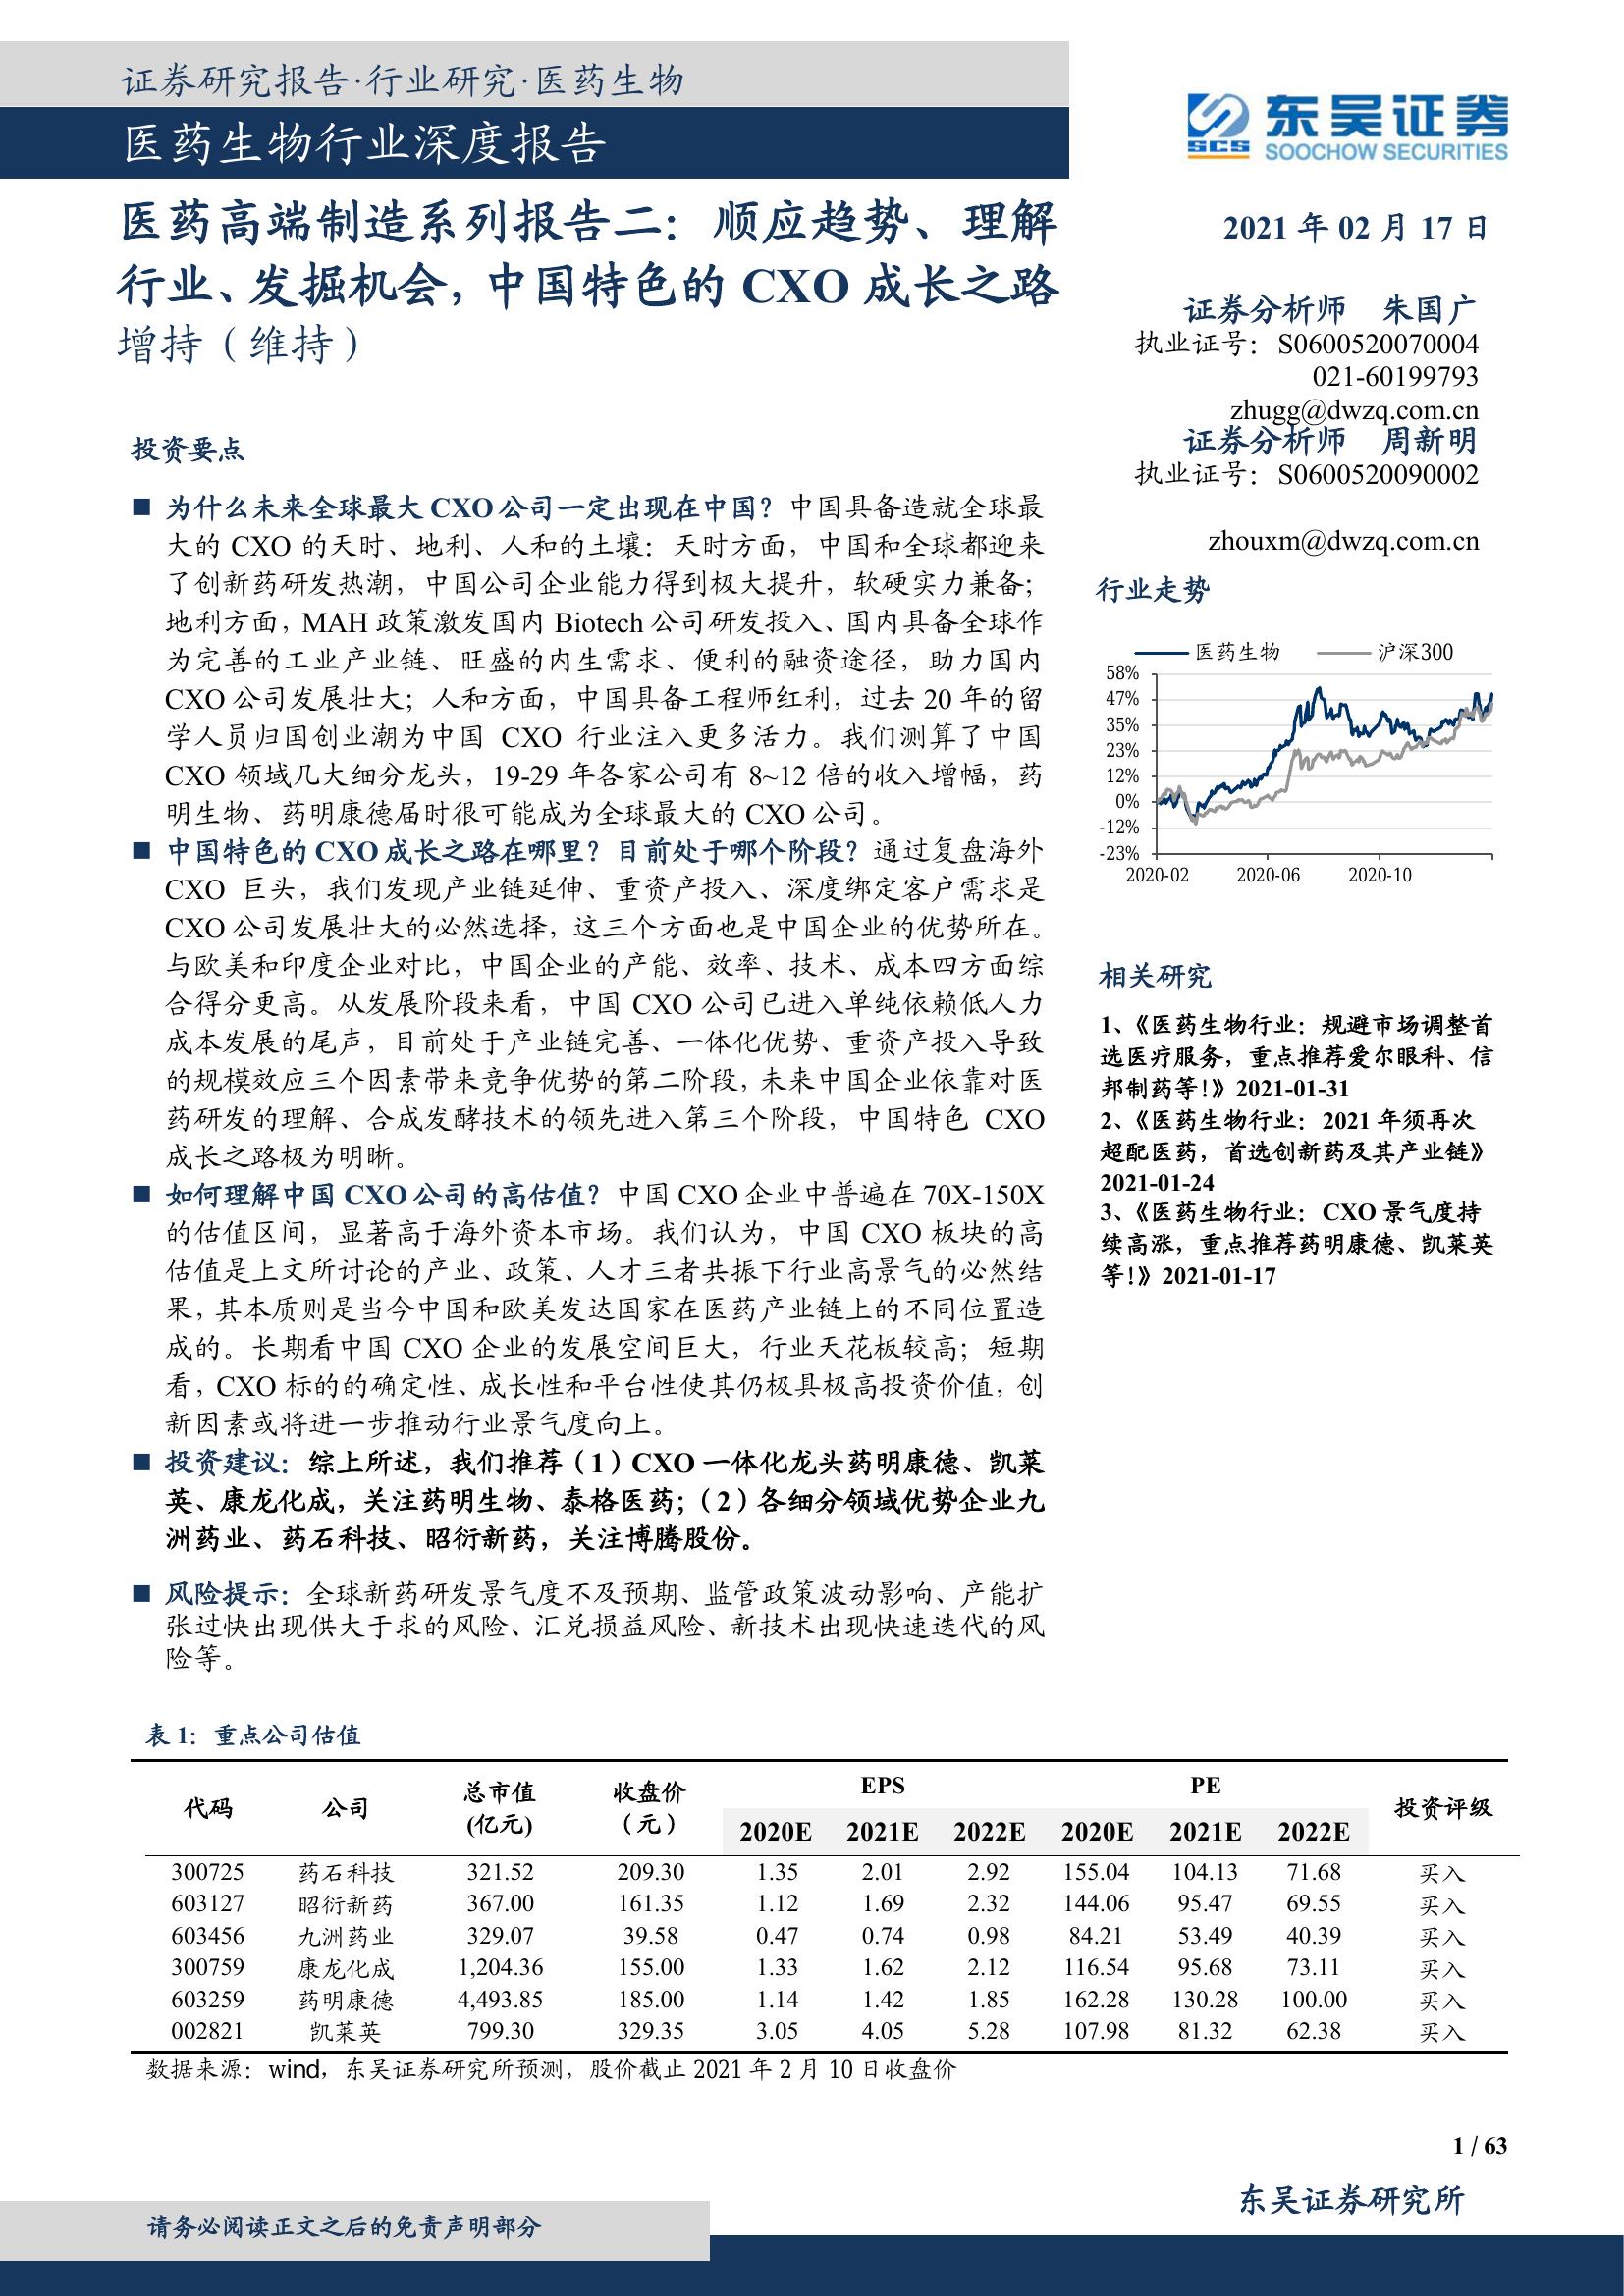 证券研究报告·行业研究·医药生物
医药生物行业深度报告
东吴证券
SCS
SOOCHOW SECURITIES
医药高端制造系列报告二：顺应趋势、理解
行业、发掘机会，中国特色的 CXO 成长之路
增持（维持）
2021 年 02 月 17 日
证券分析师 朱国广
执业证号：S0600520070004
021-60199793
zhugg@dwzq.com.cn
证券分析师 周新明
执业证号：S0600520090002
zhouxm@dwzq.com.cn
投资要点
■ 为什么未来全球最大 CXO 公司一定出现在中国？中国具备造就全球最
大的 CXO 的天时、地利、人和的土壤：天时方面，中国和全球都迎来
了创新药研发热潮，中国公司企业能力得到极大提升，软硬实力兼备；
地利方面，MAH 政策激发国内 Biotech 公司研发投入、国内具备全球作
为完善的工业产业链、旺盛的内生需求、便利的融资途径，助力国内
CXO 公司发展壮大；人和方面，中国具备工程师红利，过去 20 年的留
学人员归国创业潮为中国 CXO 行业注入更多活力。我们测算了中国
CXO 领域几大细分龙头，19-29 年各家公司有 8~12 倍的收入增幅，药
明生物、药明康德届时很可能成为全球最大的 CXO 公司。
■ 中国特色的 CXO 成长之路在哪里？目前处于哪个阶段？通过复盘海外
CXO 巨头，我们发现产业链延伸、重资产投入、深度绑定客户需求是
CXO 公司发展壮大的必然选择，这三个方面也是中国企业的优势所在。
与欧美和印度企业对比，中国企业的产能、效率、技术、成本四方面综
合得分更高。从发展阶段来看，中国 CXO 公司已进入单纯依赖低人力
成本发展的尾声，目前处于产业链完善、一体化优势、重资产投入导致
的规模效应三个因素带来竞争优势的第二阶段，未来中国企业依靠对医
药研发的理解、合成发酵技术的领先进入第三个阶段，中国特色 CXO
成长之路极为明晰。
■ 如何理解中国 CXO 公司的高估值？中国 CXO 企业中普遍在 70X-150X
的估值区间，显著高于海外资本市场。我们认为，中国 CXO 板块的高
估值是上文所讨论的产业、政策、人才三者共振下行业高景气的必然结
果，其本质则是当今中国和欧美发达国家在医药产业链上的不同位置造
成的。长期看中国 CXO 企业的发展空间巨大，行业天花板较高；短期
看，CXO 标的的确定性、成长性和平台性使其仍极具极高投资价值，创
新因素或将进一步推动行业景气度向上。
■ 投资建议：综上所述，我们推荐（1）CXO 一体化龙头药明康德、凯莱
英、康龙化成，关注药明生物、泰格医药；（2）各细分领域优势企业九
洲药业、药石科技、昭衍新药，关注博腾股份。
■ 风险提示：全球新药研发景气度不及预期、监管政策波动影响、产能扩
张过快出现供大于求的风险、汇兑损益风险、新技术出现快速迭代的风
险等。
行业走势
医药生物 沪深300
58%
47%
35%
23%
12%
0%
-12%
-23%
2020-02 2020-06 2020-10
相关研究
1、《医药生物行业：规避市场调整首
选医疗服务，重点推荐爱尔眼科、信
邦制药等！》2021-01-31
2、《医药生物行业：2021 年须再次
超配医药，首选创新药及其产业链》
2021-01-24
3、《医药生物行业：CXO 景气度持
续高涨，重点推荐药明康德、凯莱英
等！》2021-01-17
表 1：重点公司估值
代码 公司 总市值 收盘价 EPS PE 投资评级
(亿元) （元） 2020E 2021E 2022E 2020E 2021E 2022E
300725 药石科技 321.52 209.30 1.35 2.01 2.92 155.04 104.13 71.68 买入
603127 昭衍新药 367.00 161.35 1.12 1.69 2.32 144.06 95.47 69.55 买入
603456 九洲药业 329.07 39.58 0.47 0.74 0.98 84.21 53.49 40.39 买入
300759 康龙化成 1,204.36 155.00 1.33 1.62 2.12 116.54 95.68 73.11 买入
603259 药明康德 4,493.85 185.00 1.14 1.42 1.85 162.28 130.28 100.00 买入
002821 凯莱英 799.30 329.35 3.05 4.05 5.28 107.98 81.32 62.38 买入
数据来源：wind，东吴证券研究所预测，股价截止 2021 年 2 月 10 日收盘价
1 / 63
东吴证券研究所
请务必阅读正文之后的免责声明部分